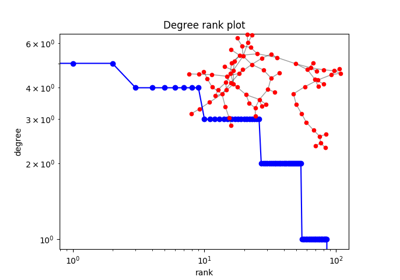 Degree rank plot
6 × 10⁰
4 × 10⁰
3 × 10⁰
2 × 10⁰
10⁰
degree
10⁰
10¹
10²
rank